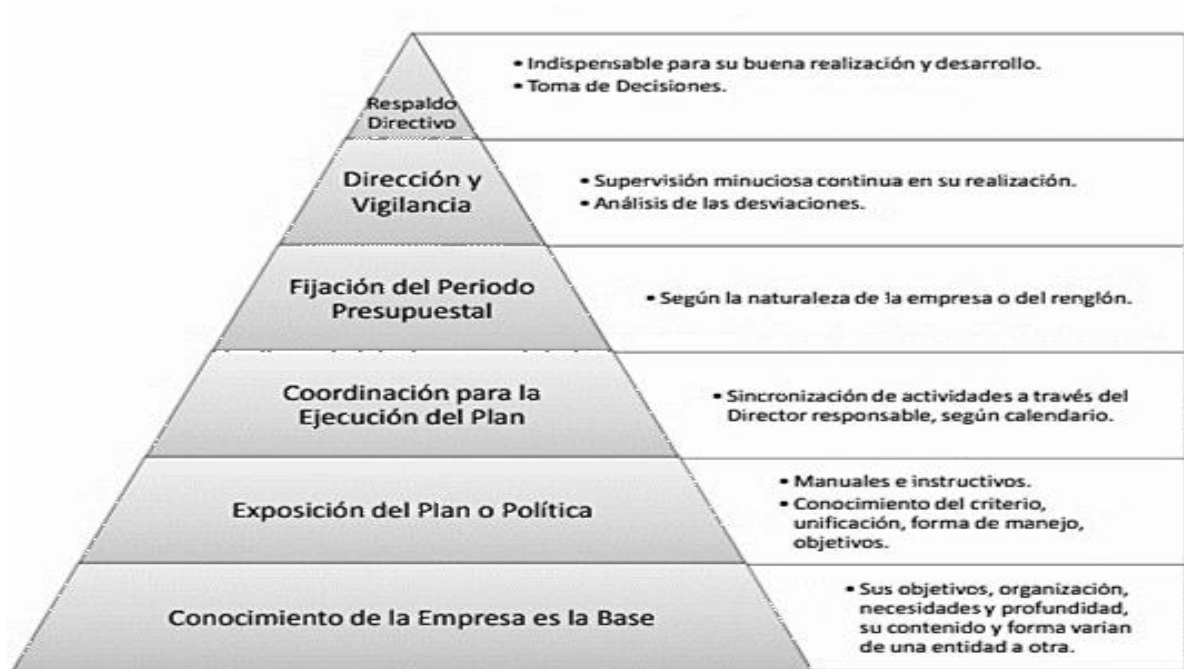 Respaldo
Directivo
• Indispensable para su buena realización y desarrollo.
• Toma de Decisiones.
Dirección y
Vigilancia
• Supervisión minuciosa continua en su realización.
• Análisis de las desviaciones.
Fijación del Periodo
Presupuestal
• Según la naturaleza de la empresa o del renglón.
Coordinación para la
Ejecución del Plan
• Sincronización de actividades a través del
Director responsable, según calendario.
Exposición del Plan o Política
• Manuales e instructivos.
• Conocimiento del criterio,
unificación, forma de manejo,
objetivos.
Conocimiento de la Empresa es la Base
• Sus objetivos, organización,
necesidades y profundidad,
su contenido y forma varian
de una entidad a otra.